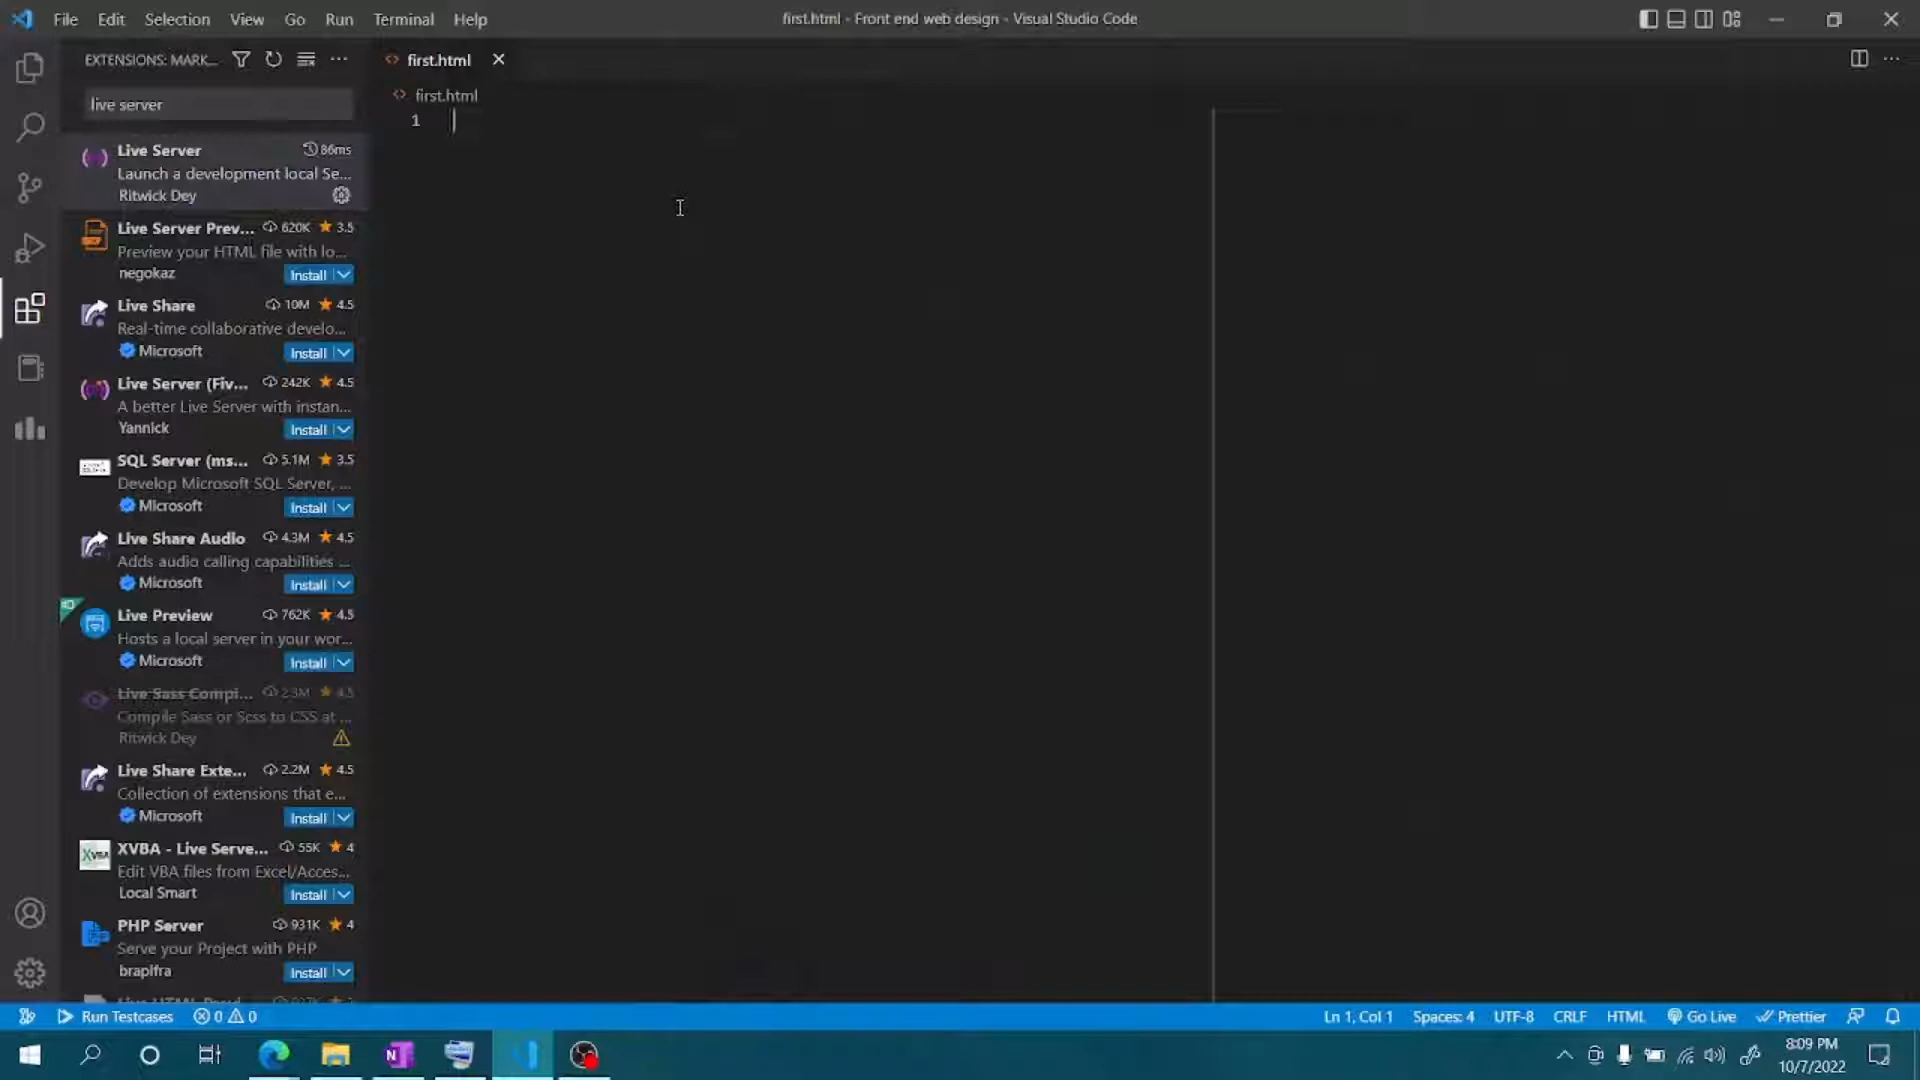 File Edit Selection View Go Run Terminal Help
first.html - Front end web design - Visual Studio Code
EXTENSIONS: MARK...
live server
Live Server 86ms
Launch a development local Se...
Ritwick Dey
Live Server Prev... 620K 3.5
Preview your HTML file with lo...
negokaz Install
Live Share 10M 4.5
Real-time collaborative develo...
Microsoft Install
Live Server (Fiv... 242K 4.5
A better Live Server with instan...
Yannick Install
SQL Server (ms... 5.1M 3.5
Develop Microsoft SQL Server, ...
Microsoft Install
Live Share Audio 4.3M 4.5
Adds audio calling capabilities ...
Microsoft Install
Live Preview 762K 4.5
Hosts a local server in your wor...
Microsoft Install
Live Sass Compi... 2.3M 4.5
Compile Sass or Scss to CSS at ...
Ritwick Dey
Live Share Exte... 2.2M 4.5
Collection of extensions that e...
Microsoft Install
XVBA - Live Serve... 55K 4
Edit VBA files from Excel/Acces...
Local Smart Install
PHP Server 931K 4
Serve your Project with PHP
brapifra Install
first.html
first.html
1
Run Testcases 0 0
Ln 1, Col 1 Spaces: 4 UTF-8 CRLF HTML Go Live Prettier
8:09 PM
10/7/2022